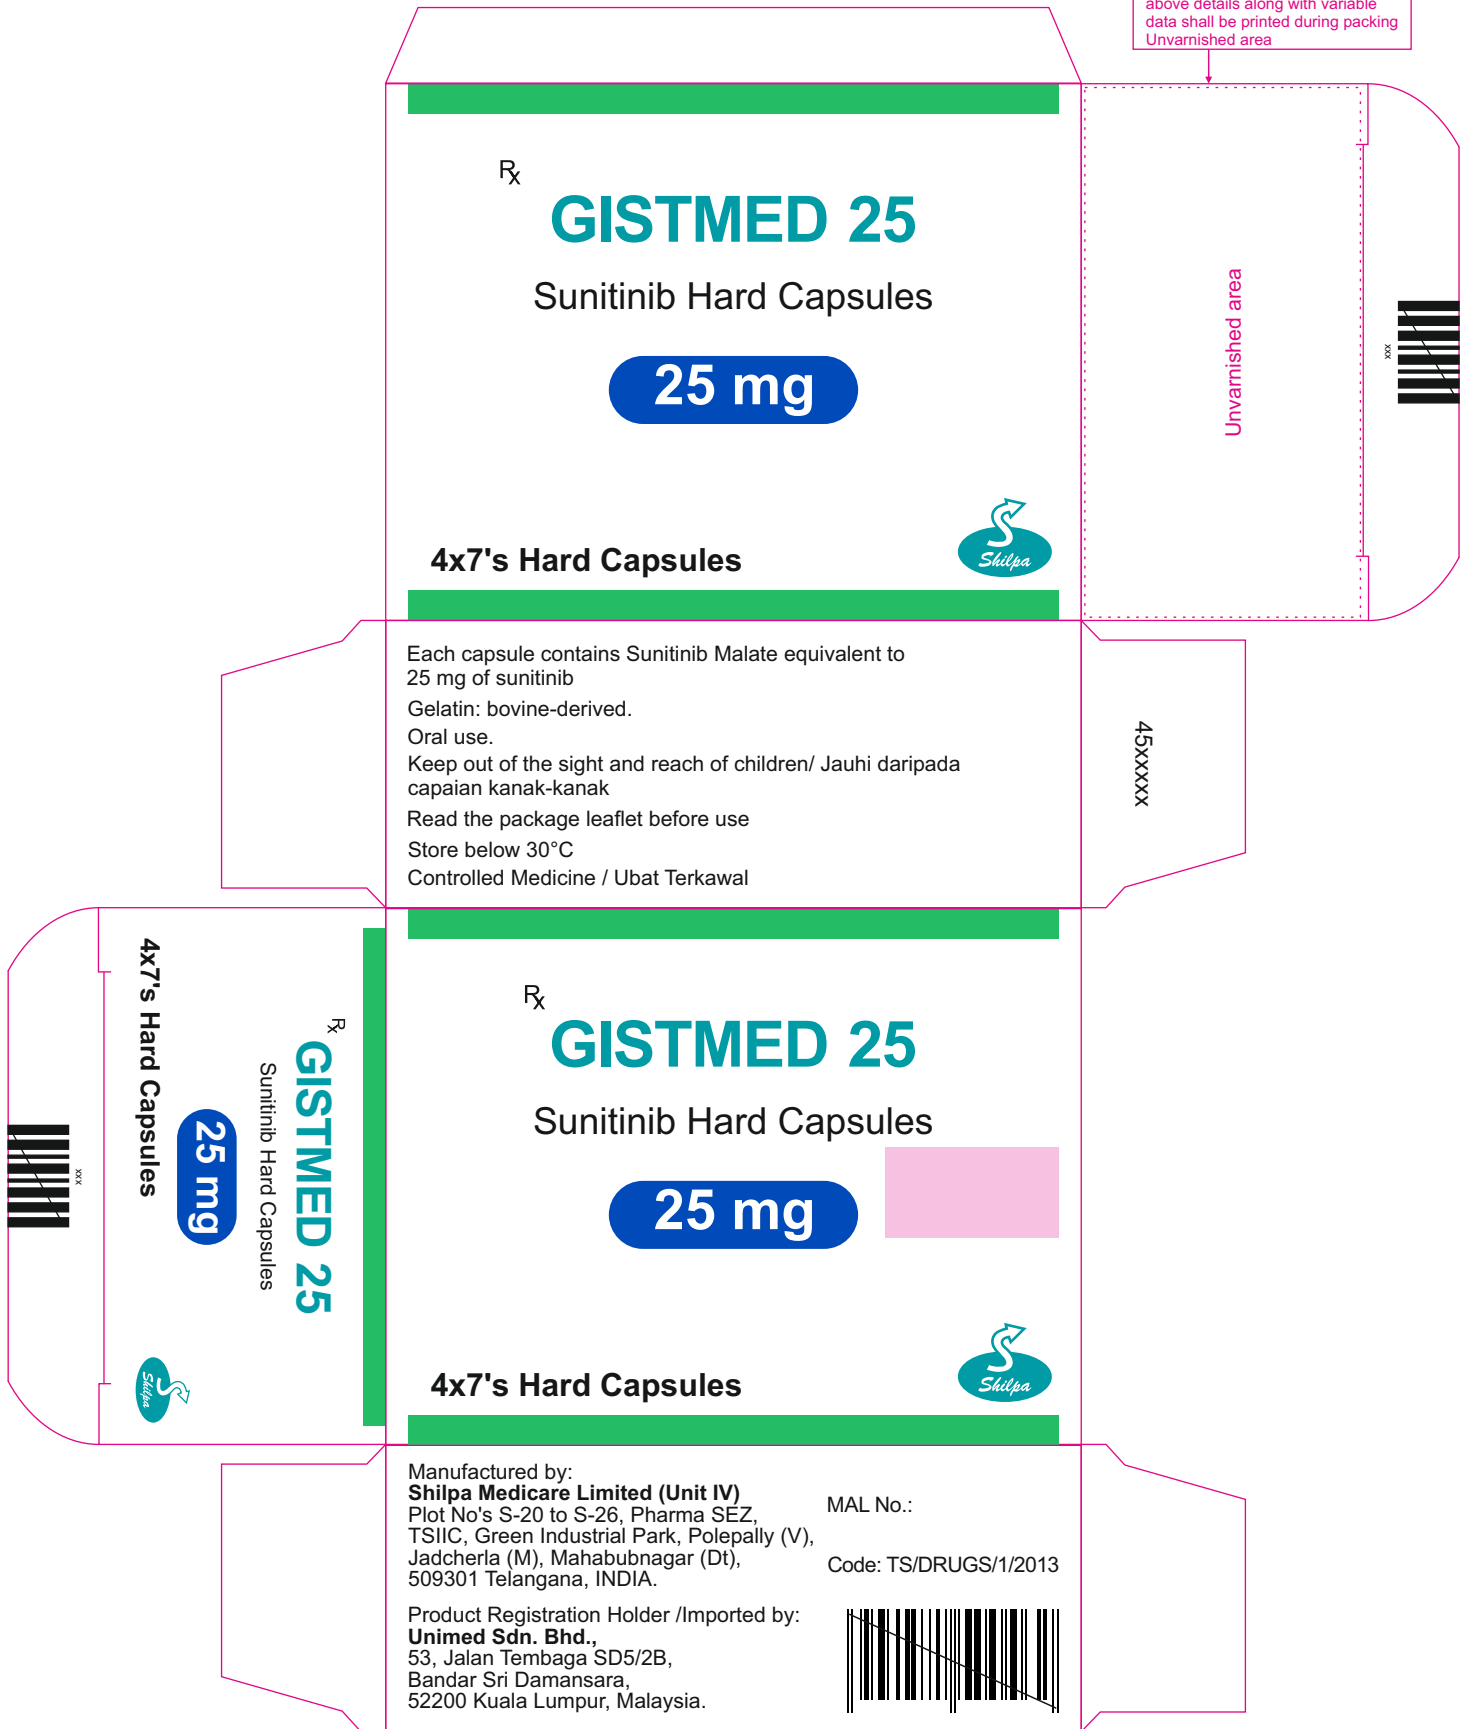 above details along with variable
data shall be printed during packing
Unvarnished area
Rx
GISTMED 25
Sunitinib Hard Capsules
25 mg
4x7's Hard Capsules
Shilpa
Unvarnished area
xxx
Each capsule contains Sunitinib Malate equivalent to
25 mg of sunitinib
Gelatin: bovine-derived.
Oral use.
Keep out of the sight and reach of children/ Jauhi daripada
capaian kanak-kanak
Read the package leaflet before use
Store below 30°C
Controlled Medicine / Ubat Terkawal
45xxxxx
Rx
GISTMED 25
Sunitinib Hard Capsules
25 mg
4x7's Hard Capsules
Shilpa
xxx
Rx
GISTMED 25
Sunitinib Hard Capsules
25 mg
4x7's Hard Capsules
Shilpa
Manufactured by:
Shilpa Medicare Limited (Unit IV)
Plot No's S-20 to S-26, Pharma SEZ,
TSIIC, Green Industrial Park, Polepally (V),
Jadcherla (M), Mahabubnagar (Dt),
509301 Telangana, INDIA.
Product Registration Holder /Imported by:
Unimed Sdn. Bhd.,
53, Jalan Tembaga SD5/2B,
Bandar Sri Damansara,
52200 Kuala Lumpur, Malaysia.
MAL No.:
Code: TS/DRUGS/1/2013